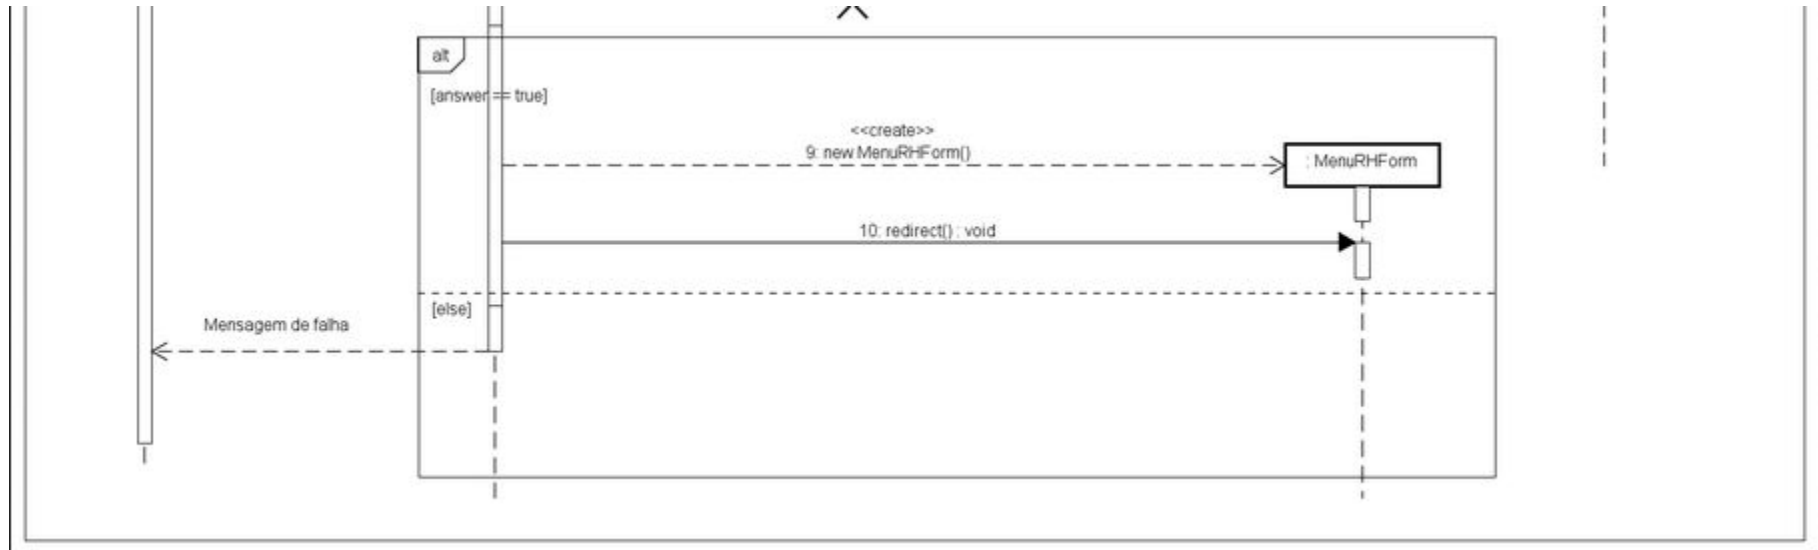 alt
[answer == true]
<<create>>
9: new MenuRHForm()
: MenuRHForm
10: redirect() : void
[else]
Mensagem de falha